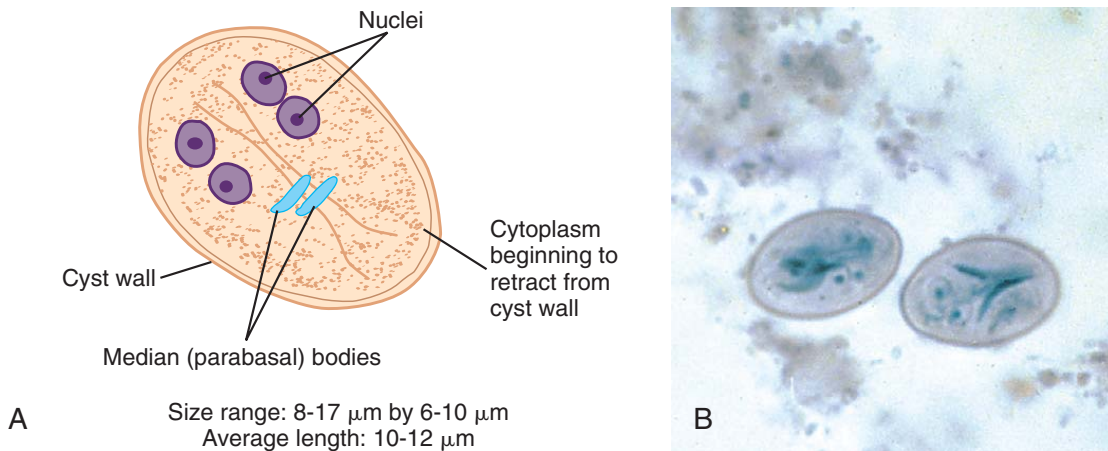 Nuclei
Cyst wall
Cytoplasm
beginning to
retract from
cyst wall
Median (parabasal) bodies
A
Size range: 8-17 μm by 6-10 μm
Average length: 10-12 μm
B